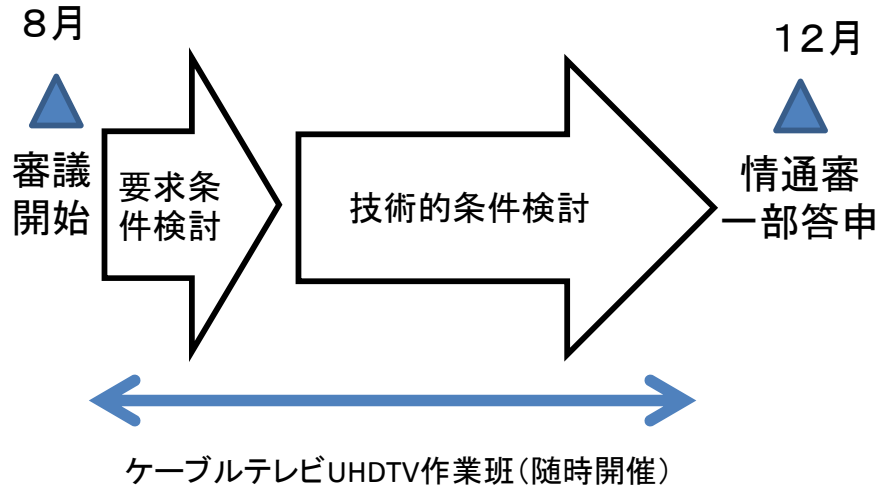 8月
12月
審議
開始
要求条
件検討
技術的条件検討
情通審
一部答申
ケーブルテレビUHDTV作業班(随時開催)